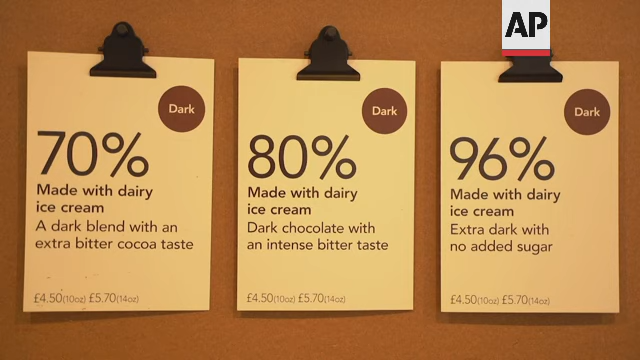 AP
Dark
70%
Made with dairy
ice cream
A dark blend with an
extra bitter cocoa taste
£4.50(10oz) £5.70(14oz)
Dark
80%
Made with dairy
ice cream
Dark chocolate with
an intense bitter taste
£4.50(10oz) £5.70(14oz)
Dark
96%
Made with dairy
ice cream
Extra dark with
no added sugar
£4.50(10oz) £5.70(14oz)